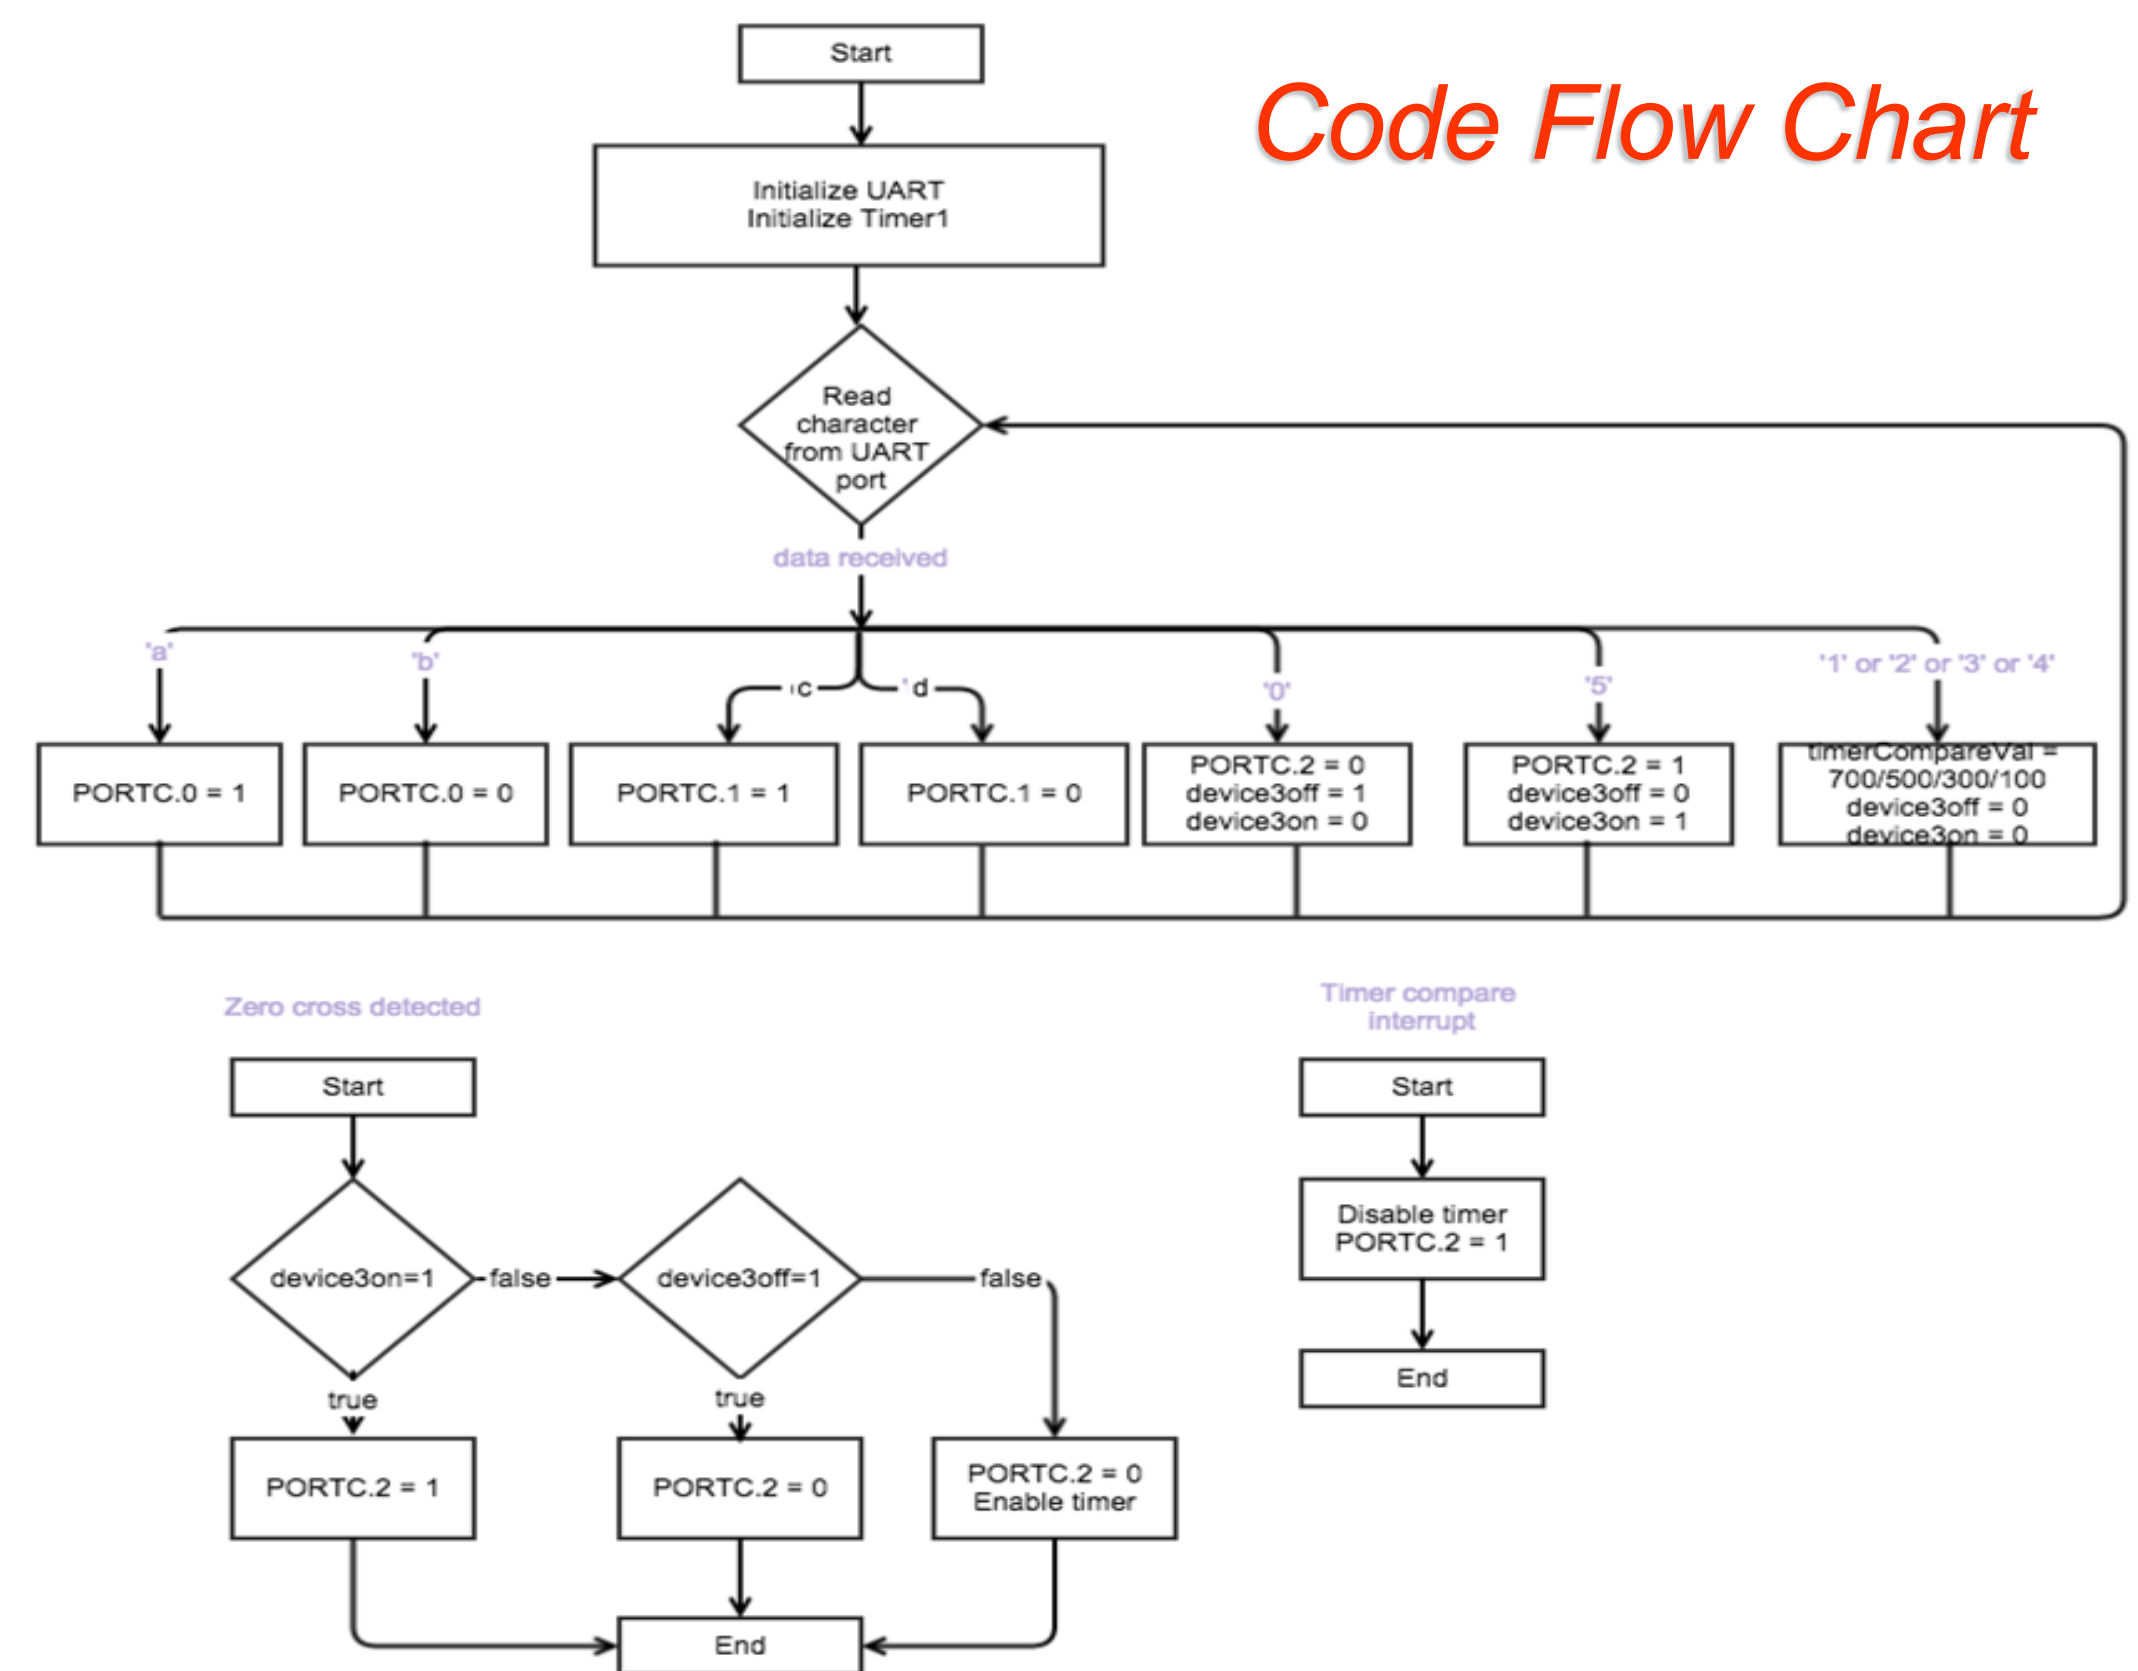 Start
Code Flow Chart
Initialize UART
Initialize Timer1
Read
character
from UART
port
data received
'a'
'b'
'c
'd
'0'
'5'
'1' or '2' or '3' or '4'
PORTC.0 = 1
PORTC.0 = 0
PORTC.1 = 1
PORTC.1 = 0
PORTC.2 = 0
device3off = 1
device3on = 0
PORTC.2 = 1
device3off = 0
device3on = 1
timerCompareVal =
700/500/300/100
device3off = 0
device3on = 0
Zero cross detected
Start
device3on=1
false
device3off=1
false
true
true
PORTC.2 = 1
PORTC.2 = 0
PORTC.2 = 0
Enable timer
End
Timer compare
interrupt
Start
Disable timer
PORTC.2 = 1
End